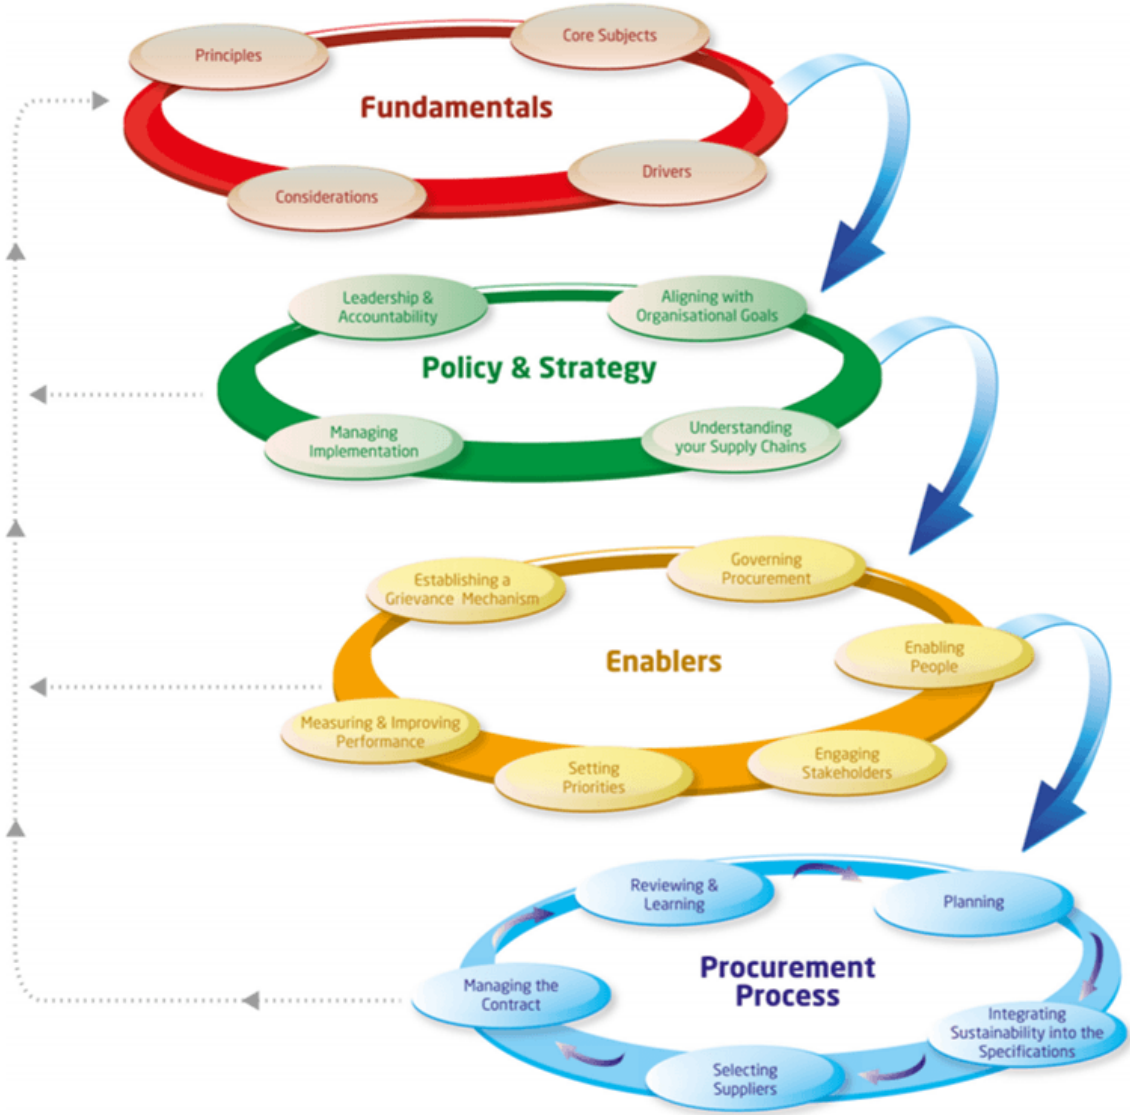 Principles
Core Subjects
Fundamentals
Considerations
Drivers
Leadership &
Accountability
Aligning with
Organisational Goals
Policy & Strategy
Managing
Implementation
Understanding
your Supply Chains
Establishing a
Grievance Mechanism
Governing
Procurement
Enabling
People
Enablers
Measuring & Improving
Performance
Setting
Priorities
Engaging
Stakeholders
Reviewing &
Learning
Planning
Procurement
Process
Managing the
Contract
Integrating
Sustainability into the
Specifications
Selecting
Suppliers